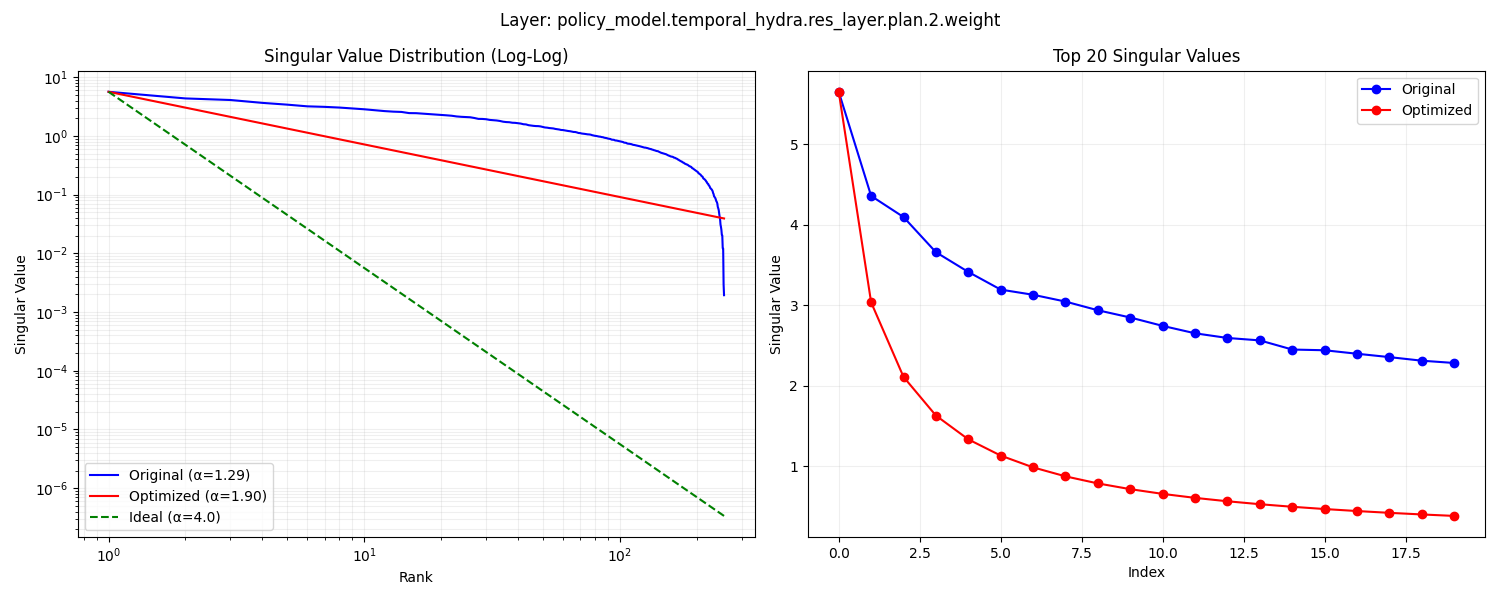 Layer: policy_model.temporal_hydra.res_layer.plan.2.weight
Singular Value Distribution (Log-Log)
Singular Value
10¹
10⁰
10⁻¹
10⁻²
10⁻³
10⁻⁴
10⁻⁵
10⁻⁶
Original (α=1.29)
Optimized (α=1.90)
Ideal (α=4.0)
10⁰
10¹
10²
Rank
Top 20 Singular Values
Singular Value
5
4
3
2
1
Original
Optimized
0.0
2.5
5.0
7.5
10.0
12.5
15.0
17.5
Index